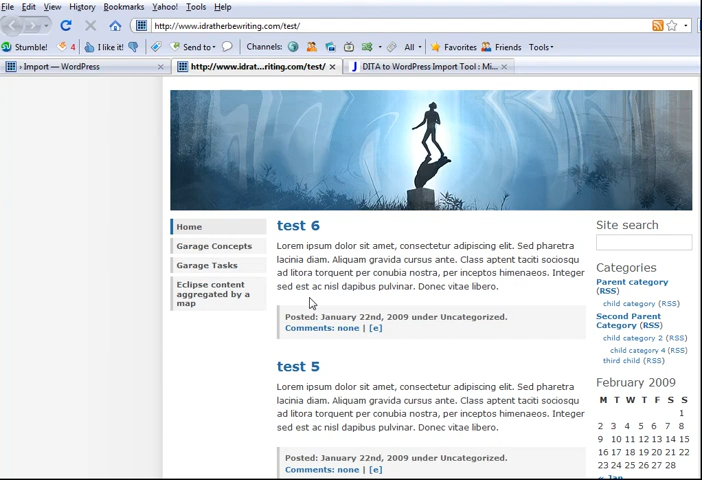 File Edit View History Bookmarks Yahoo! Tools Help
http://www.idratherbewriting.com/test/
Stumble! 4 I like it! Send to Channels: All Favorites Friends Tools
› Import — WordPress
http://www.idrat...riting.com/test/
DITA to WordPress Import Tool : Mi...
Home
Garage Concepts
Garage Tasks
Eclipse content
aggregated by a
map
test 6
Lorem ipsum dolor sit amet, consectetur adipiscing elit. Sed pharetra
lacinia diam. Aliquam gravida cursus ante. Class aptent taciti sociosqu
ad litora torquent per conubia nostra, per inceptos himenaeos. Integer
sed est ac nisl dapibus pulvinar. Donec vitae libero.
Posted: January 22nd, 2009 under Uncategorized.
Comments: none | [e]
test 5
Lorem ipsum dolor sit amet, consectetur adipiscing elit. Sed pharetra
lacinia diam. Aliquam gravida cursus ante. Class aptent taciti sociosqu
ad litora torquent per conubia nostra, per inceptos himenaeos. Integer
sed est ac nisl dapibus pulvinar. Donec vitae libero.
Posted: January 22nd, 2009 under Uncategorized.
Comments: none | [e]
Site search
Categories
Parent category
(RSS)
child category (RSS)
Second Parent
Category (RSS)
child category 2 (RSS)
child category 4 (RSS)
third child (RSS)
February 2009
M T W T F S S
1
2 3 4 5 6 7 8
9 10 11 12 13 14 15
16 17 18 19 20 21 22
23 24 25 26 27 28
« Jan